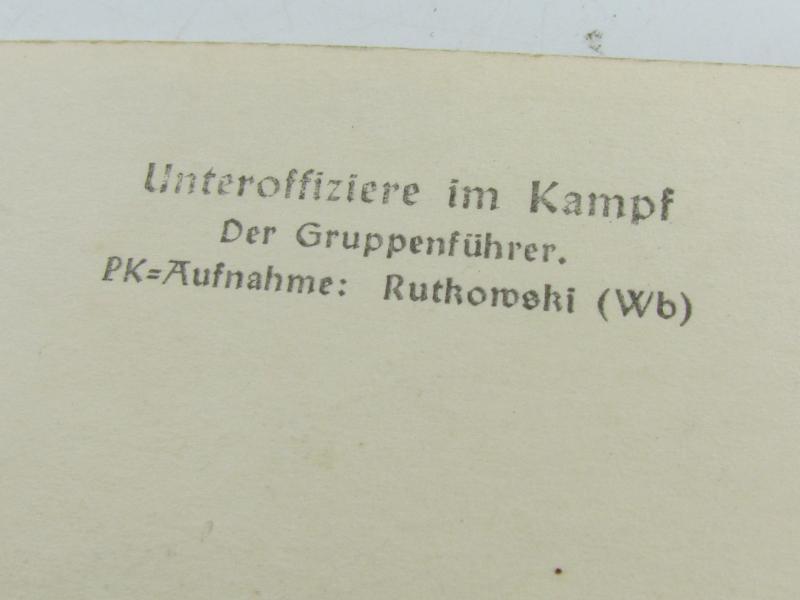 Unteroffiziere im Kampf
Der Gruppenführer.
PK=Aufnahme: Rutkowski (Wb)